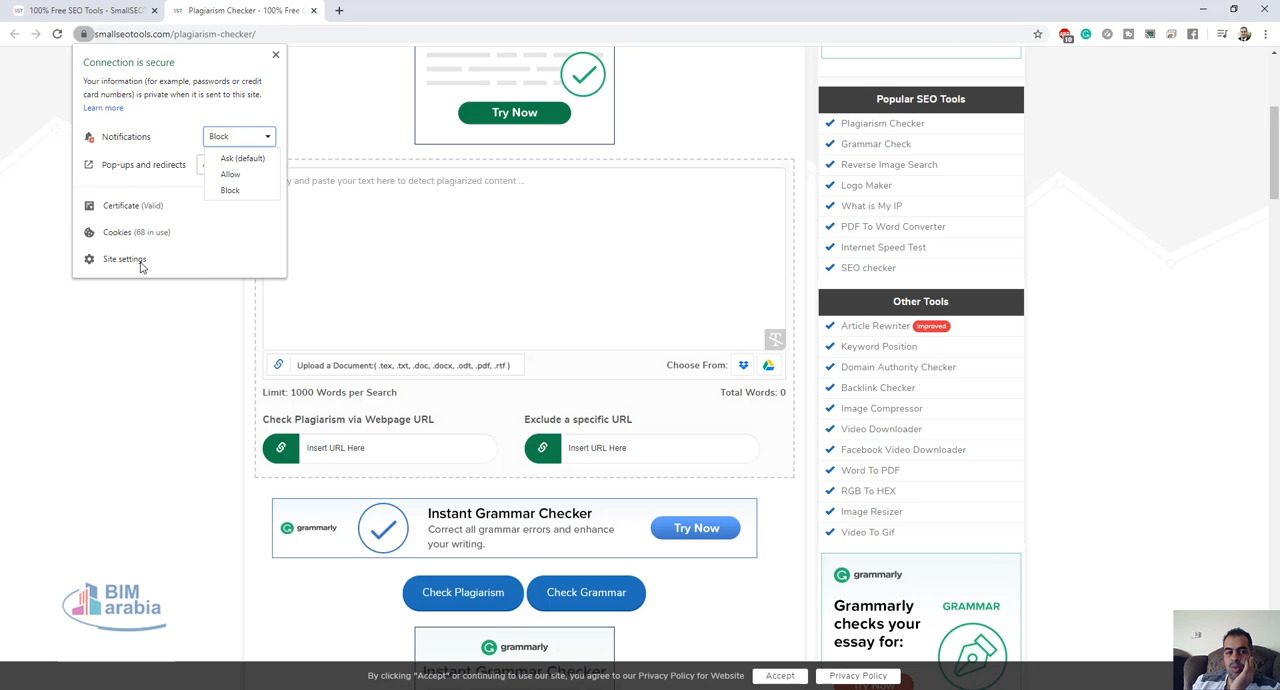 100% Free SEO Tools - SmallSEO
Plagiarism Checker - 100% Free
smallseotools.com/plagiarism-checker/
10
Connection is secure
Your information (for example, passwords or credit
card numbers) is private when it is sent to this site.
Learn more
Notifications
Block
Pop-ups and redirects
Ask (default)
Allow
Block
Certificate (Valid)
Cookies (68 in use)
Site settings
Try Now
and paste your text here to detect plagiarized content ...
Upload a Document:( .tex, .txt, .doc, .docx, .odt, .pdf, .rtf )
Choose From:
Limit: 1000 Words per Search
Total Words: 0
Check Plagiarism via Webpage URL
Exclude a specific URL
Insert URL Here
Insert URL Here
grammarly
Instant Grammar Checker
Correct all grammar errors and enhance
your writing.
Try Now
Check Plagiarism
Check Grammar
grammarly
Instant Grammar Checker
Popular SEO Tools
Plagiarism Checker
Grammar Check
Reverse Image Search
Logo Maker
What is My IP
PDF To Word Converter
Internet Speed Test
SEO checker
Other Tools
Article Rewriter Improved
Keyword Position
Domain Authority Checker
Backlink Checker
Image Compressor
Video Downloader
Facebook Video Downloader
Word To PDF
RGB To HEX
Image Resizer
Video To Gif
grammarly
Grammarly
checks your
essay for:
GRAMMAR
BIM
arabia
By clicking "Accept" or continuing to use our site, you agree to our Privacy Policy for Website
Accept
Privacy Policy